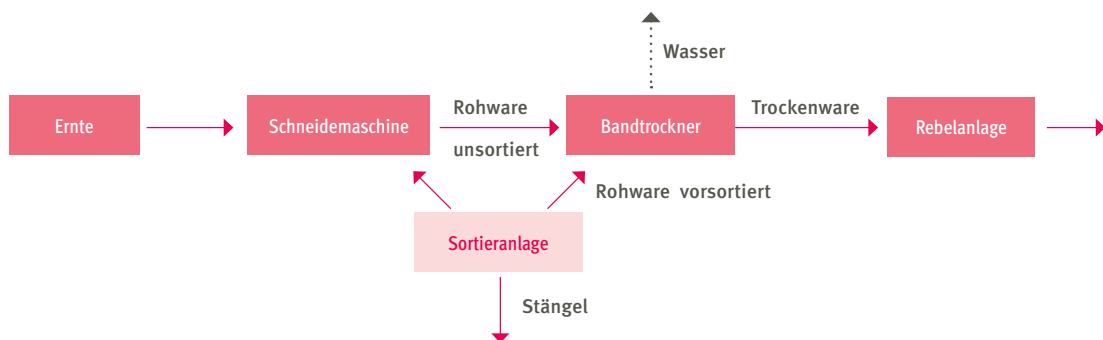 Wasser
Ernte
Schneidemaschine
Rohware
unsortiert
Bandtrockner
Trockenware
Rebelanlage
Rohware vorsortiert
Sortieranlage
Stängel